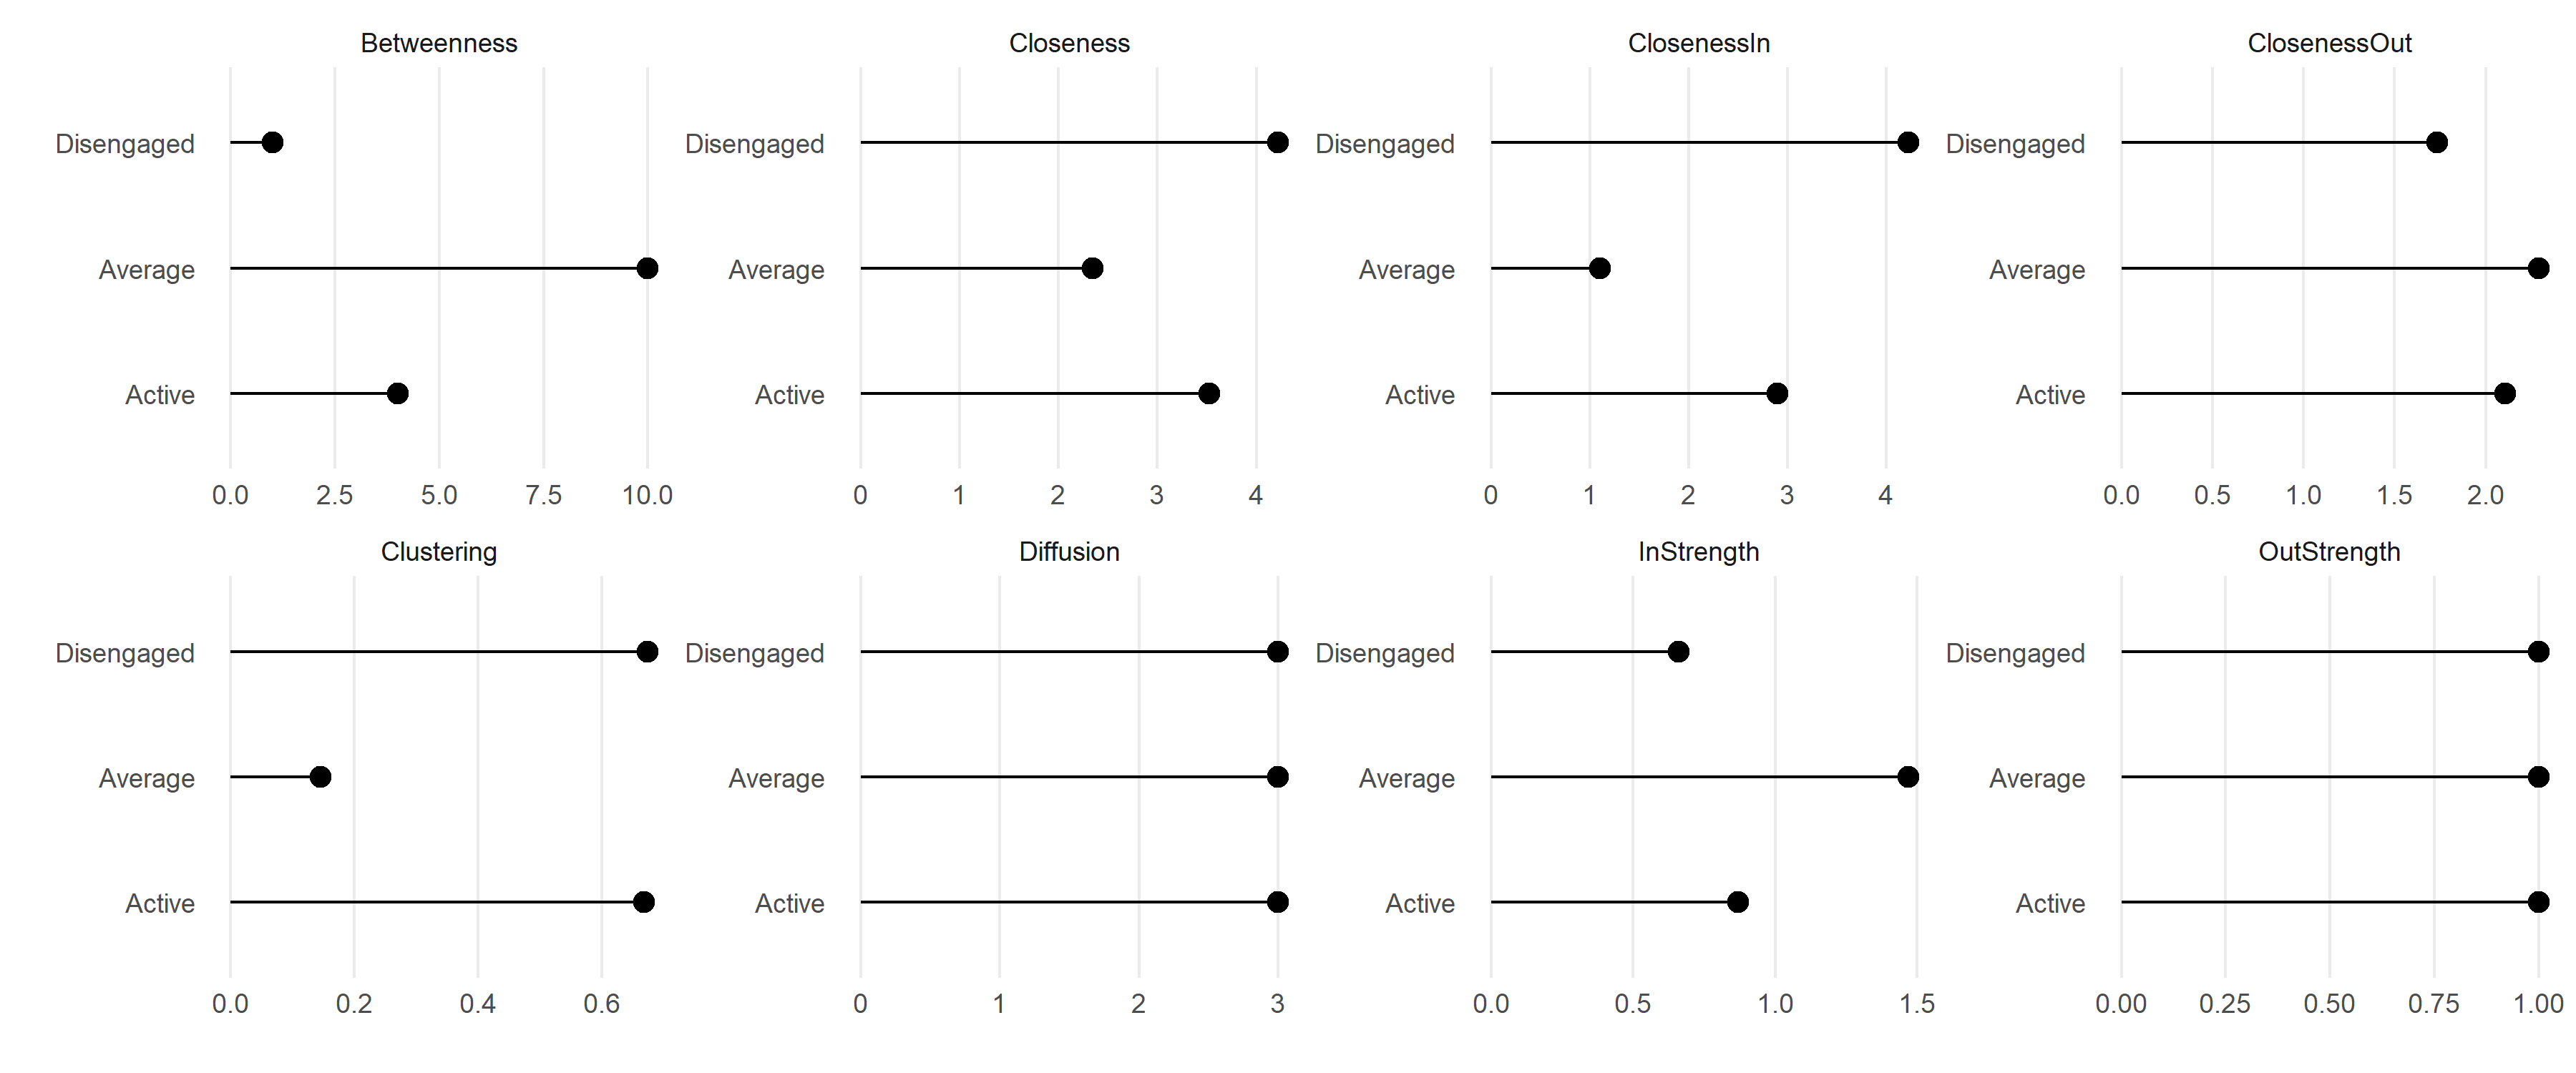 Betweenness
Closeness
ClosenessIn
ClosenessOut
Disengaged
Average
Active
0.0 2.5 5.0 7.5 10.0
Disengaged
Average
Active
0 1 2 3 4
Disengaged
Average
Active
0 1 2 3 4
Disengaged
Average
Active
0.0 0.5 1.0 1.5 2.0
Clustering
Diffusion
InStrength
OutStrength
Disengaged
Average
Active
0.0 0.2 0.4 0.6
Disengaged
Average
Active
0 1 2 3
Disengaged
Average
Active
0.0 0.5 1.0 1.5
Disengaged
Average
Active
0.00 0.25 0.50 0.75 1.00